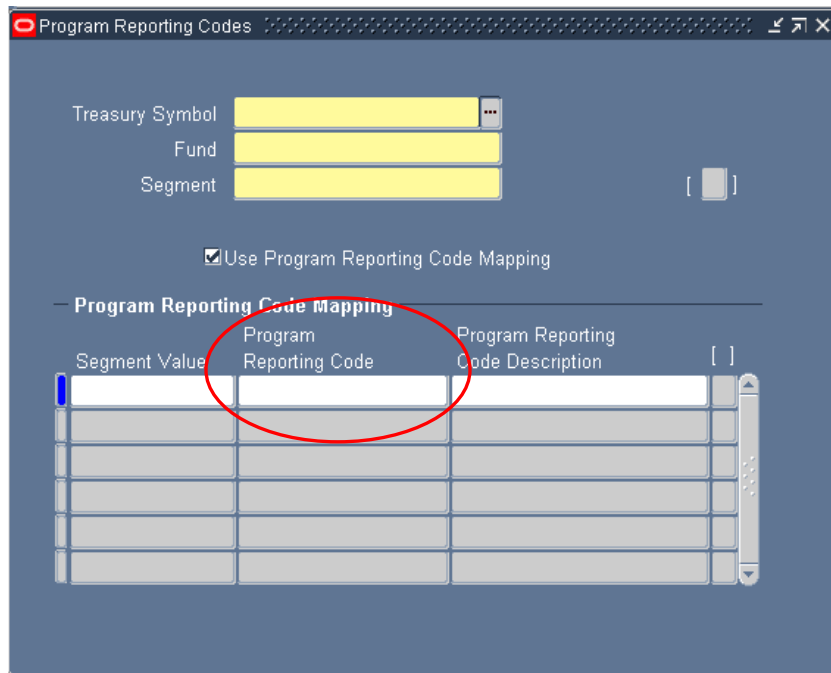 Program Reporting Codes
Treasury Symbol ...
Fund
Segment [ ]
Use Program Reporting Code Mapping
Program Reporting Code Mapping
Program Program Reporting
Segment Value Reporting Code Code Description [ ]